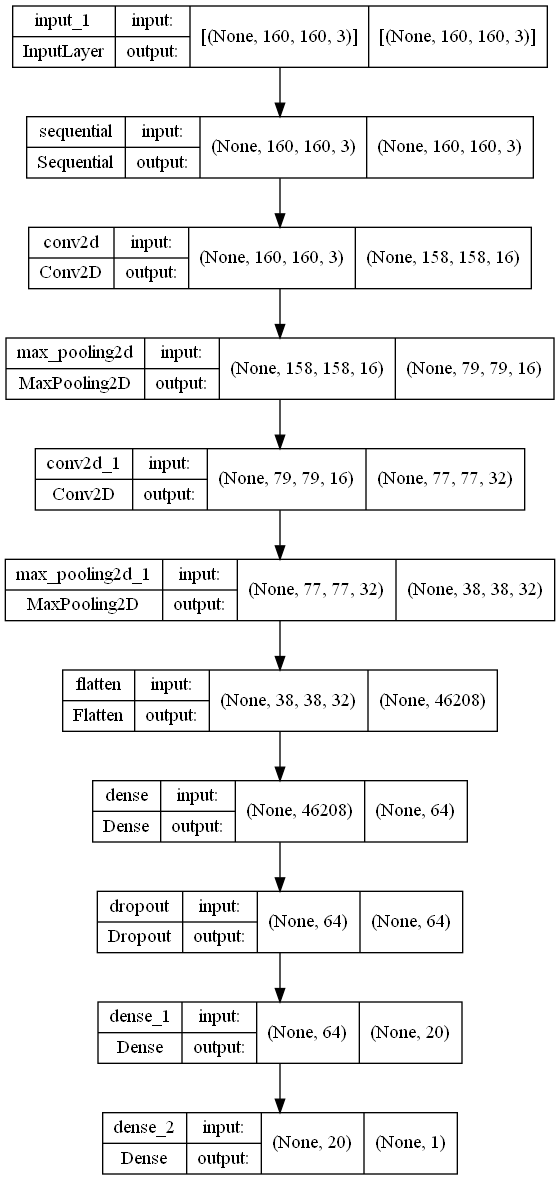 input_1 input: [(None, 160, 160, 3)] [(None, 160, 160, 3)]
InputLayer output:
sequential input: (None, 160, 160, 3) (None, 160, 160, 3)
Sequential output:
conv2d input: (None, 160, 160, 3) (None, 158, 158, 16)
Conv2D output:
max_pooling2d input: (None, 158, 158, 16) (None, 79, 79, 16)
MaxPooling2D output:
conv2d_1 input: (None, 79, 79, 16) (None, 77, 77, 32)
Conv2D output:
max_pooling2d_1 input: (None, 77, 77, 32) (None, 38, 38, 32)
MaxPooling2D output:
flatten input: (None, 38, 38, 32) (None, 46208)
Flatten output:
dense input: (None, 46208) (None, 64)
Dense output:
dropout input: (None, 64) (None, 64)
Dropout output:
dense_1 input: (None, 64) (None, 20)
Dense output:
dense_2 input: (None, 20) (None, 1)
Dense output: